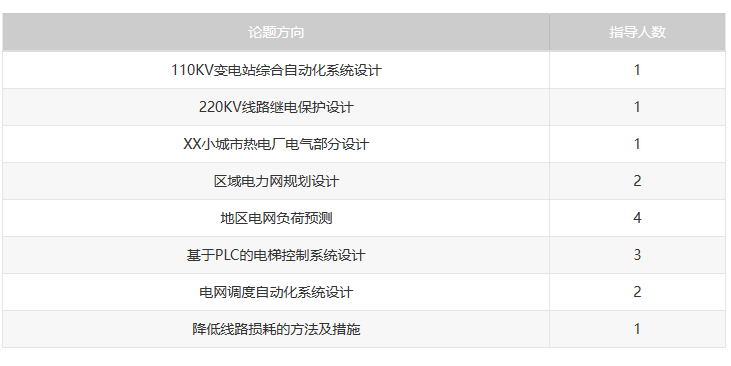 论题方向 指导人数
110KV变电站综合自动化系统设计 1
220KV线路继电保护设计 1
XX小城市热电厂电气部分设计 1
区域电力网规划设计 2
地区电网负荷预测 4
基于PLC的电梯控制系统设计 3
电网调度自动化系统设计 2
降低线路损耗的方法及措施 1